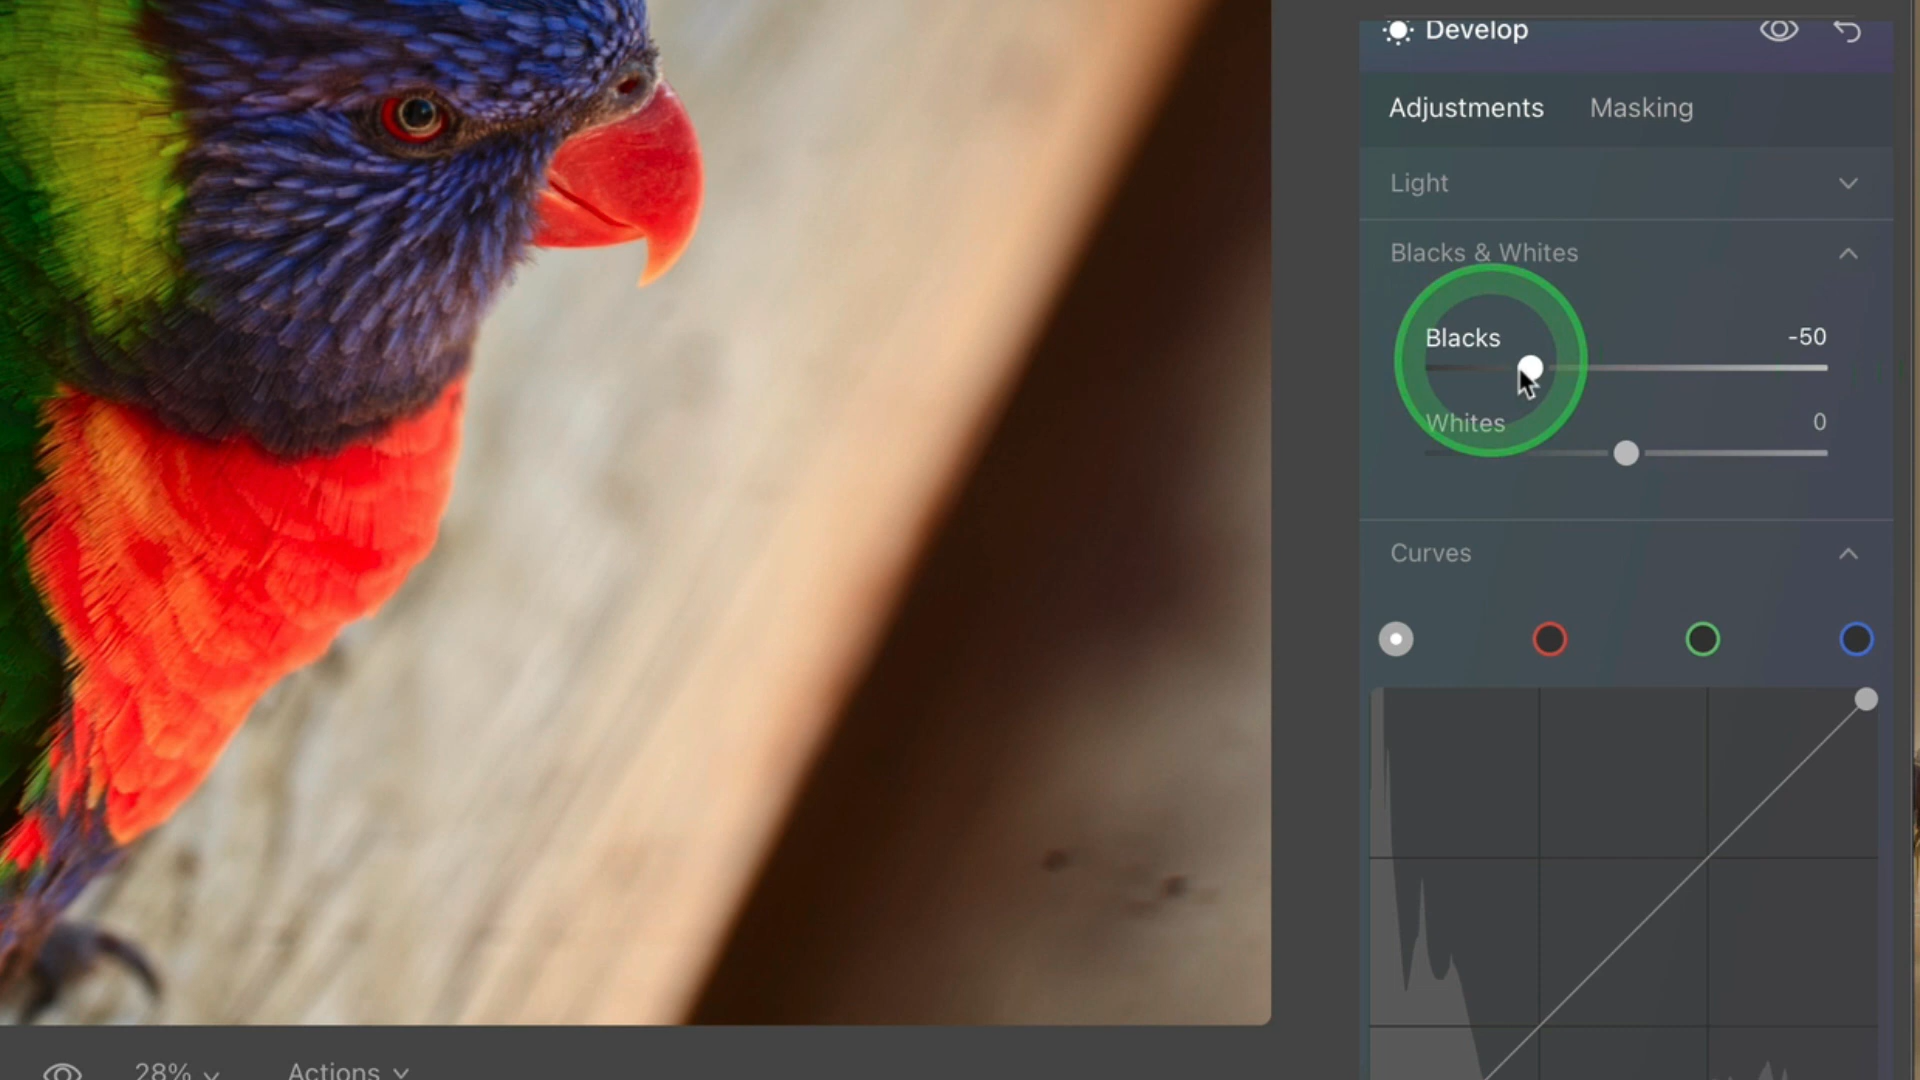 Develop
Adjustments Masking
Light
Blacks & Whites
Blacks -50
Whites 0
Curves
28% Actions